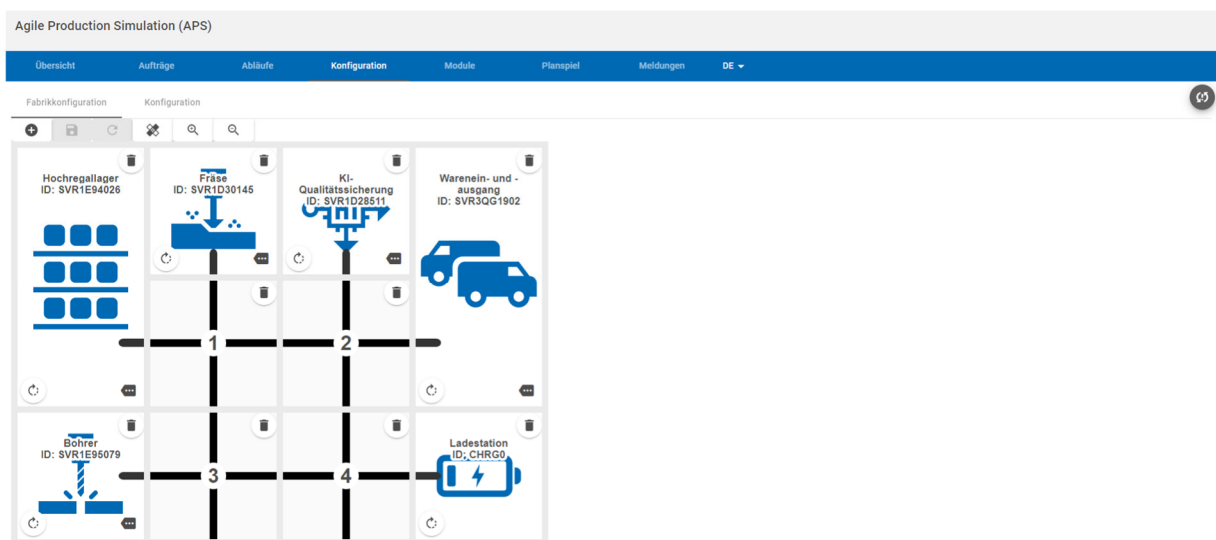 Agile Production Simulation (APS)
Übersicht Aufträge Abläufe Konfiguration Module Planspiel Meldungen DE
Fabrikkonfiguration Konfiguration
Hochregallager
ID: SVR1E94026
Fräse
ID: SVR1D30145
KI-
Qualitätssicherung
ID: SVR1D28511
Warenein- und -
ausgang
ID: SVR3QG1902
1
2
Bohrer
ID: SVR1E95079
3
4
Ladestation
ID: CHRG0